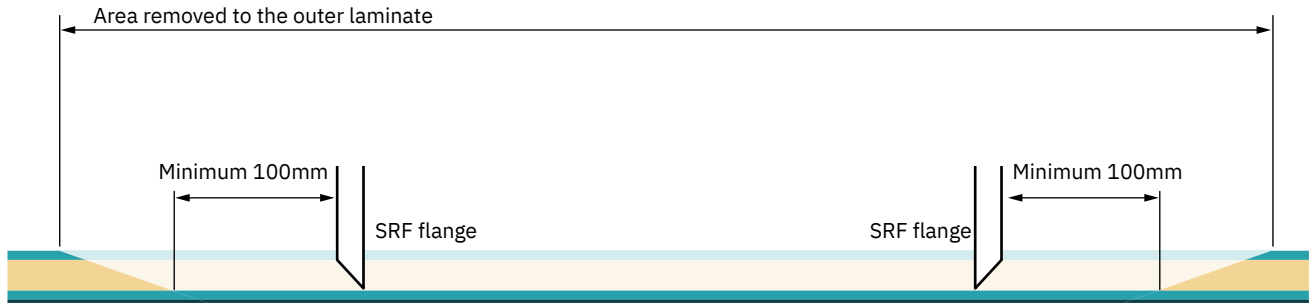 Area removed to the outer laminate
Minimum 100mm
Minimum 100mm
SRF flange
SRF flange